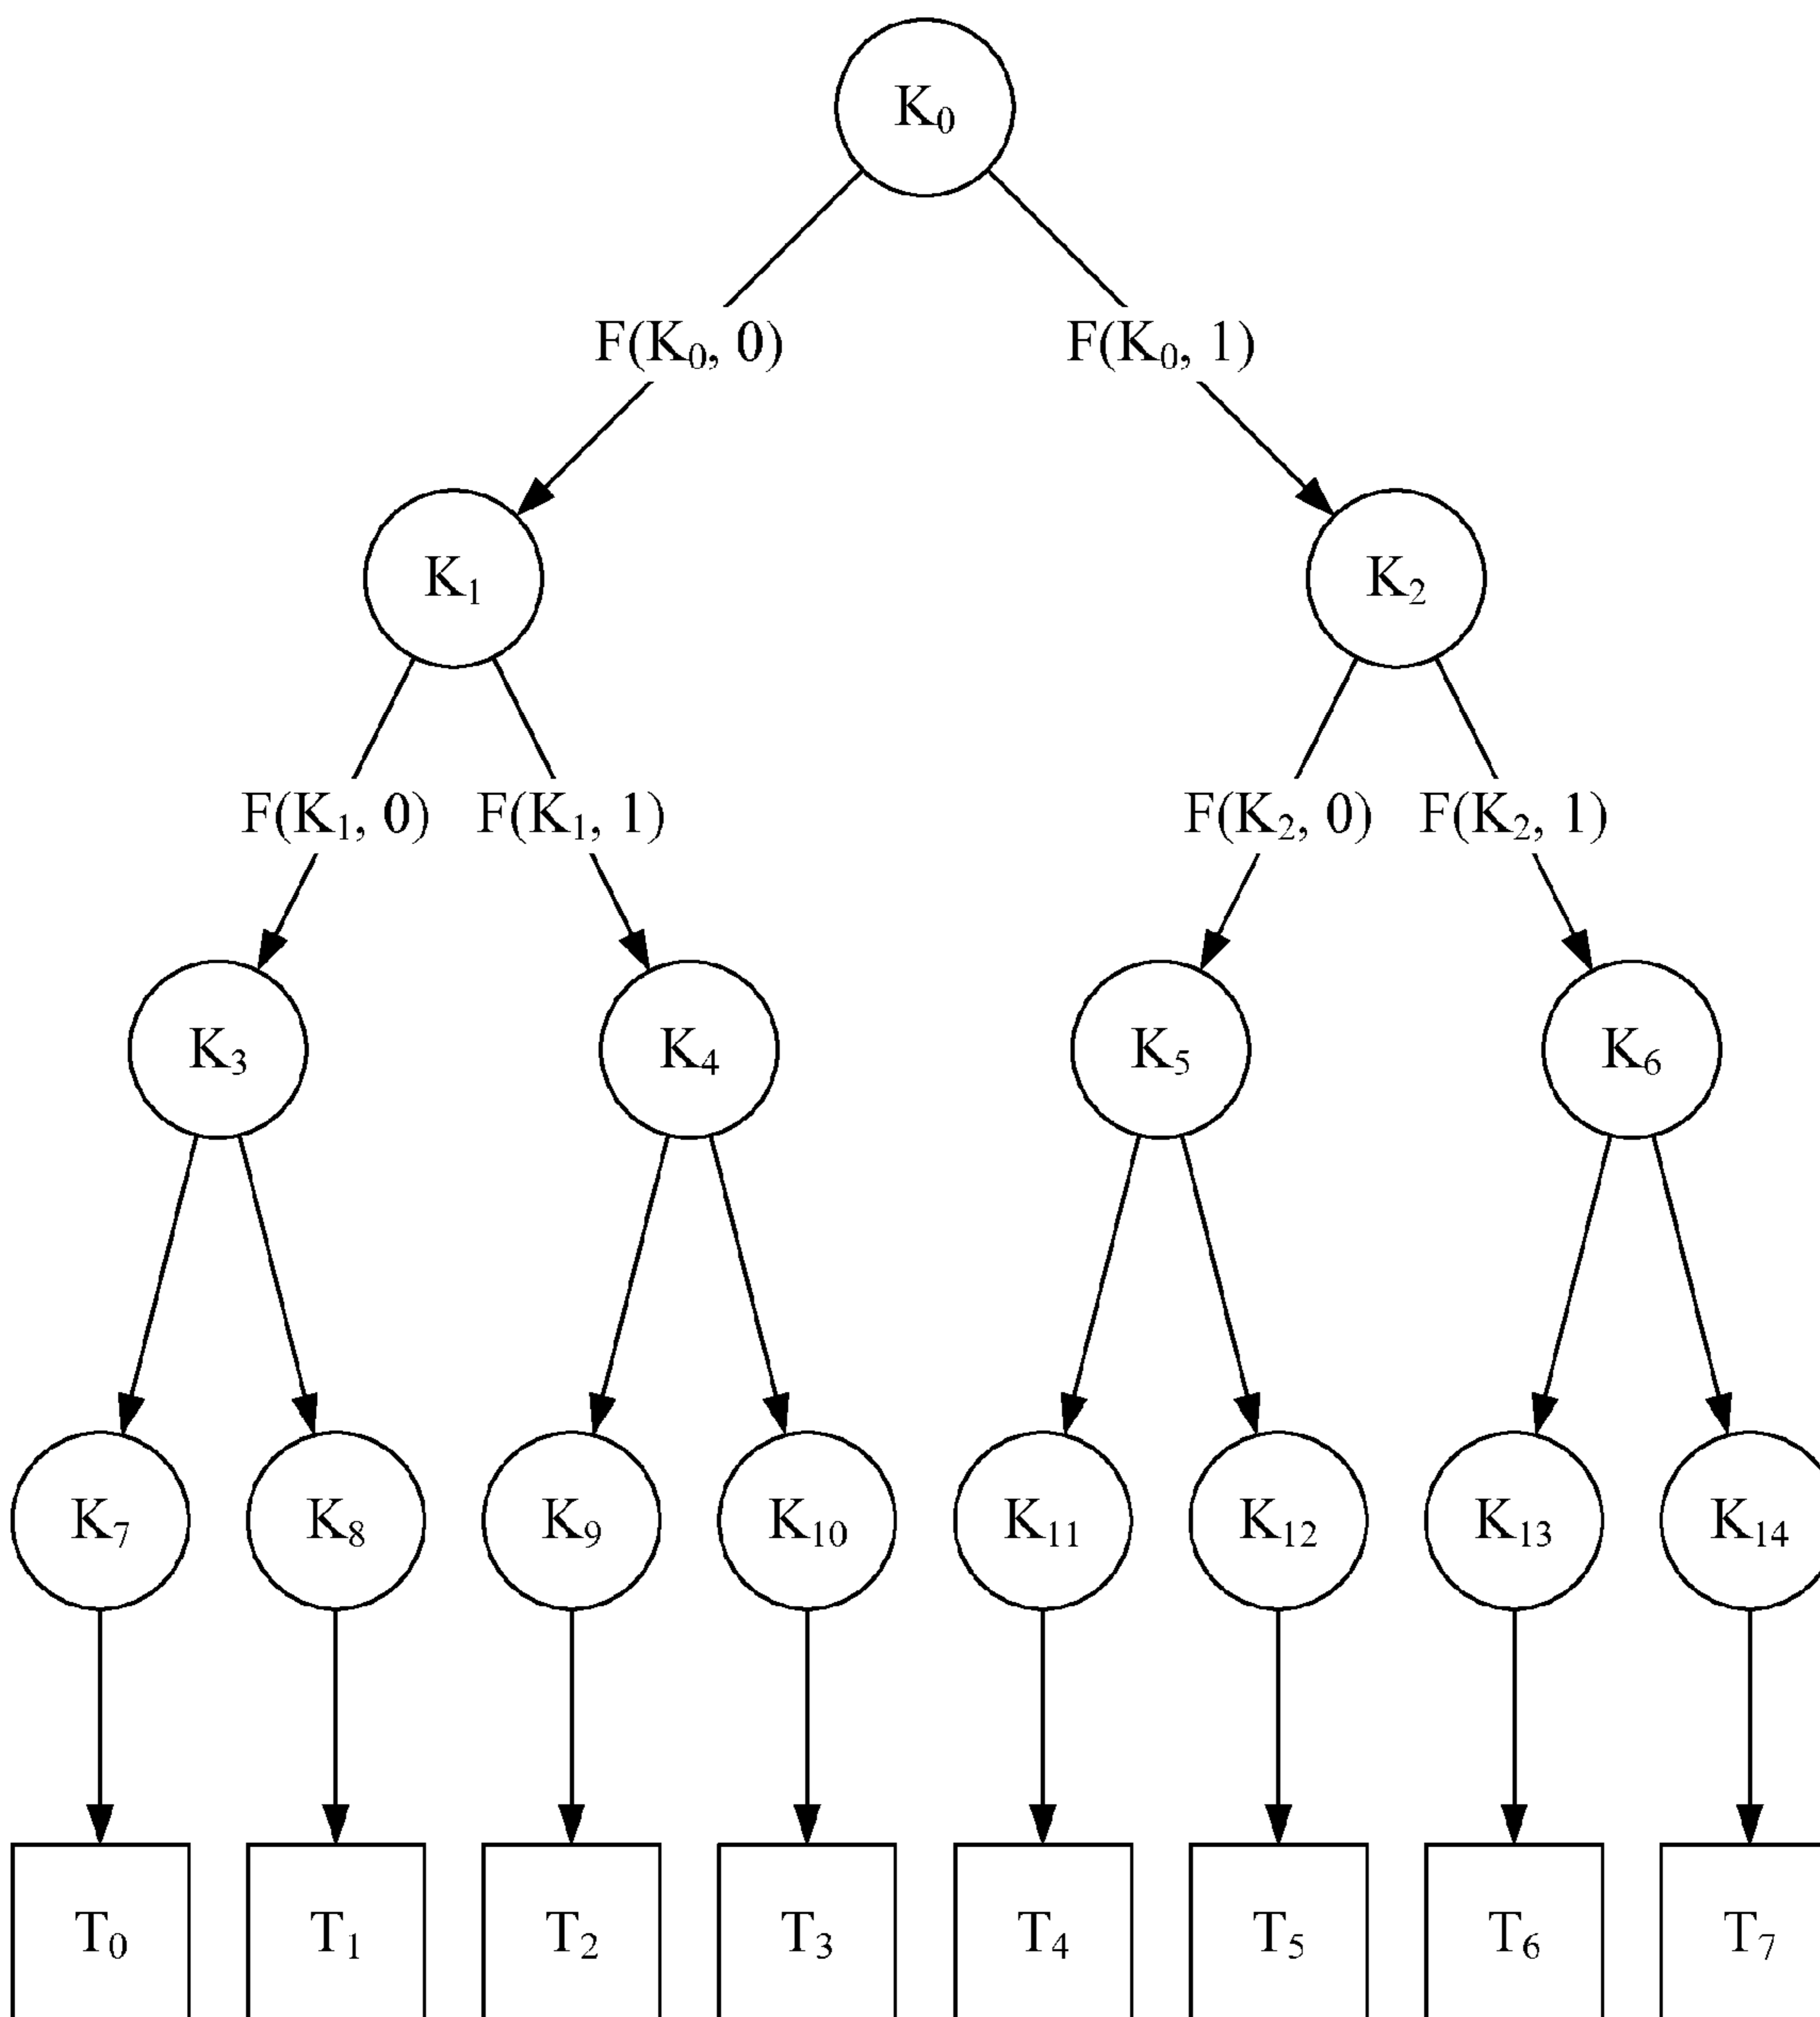 K₀
F(K₀, 0) F(K₀, 1)
K₁ K₂
F(K₁, 0) F(K₁, 1) F(K₂, 0) F(K₂, 1)
K₃ K₄ K₅ K₆
K₇ K₈ K₉ K₁₀ K₁₁ K₁₂ K₁₃ K₁₄
T₀ T₁ T₂ T₃ T₄ T₅ T₆ T₇